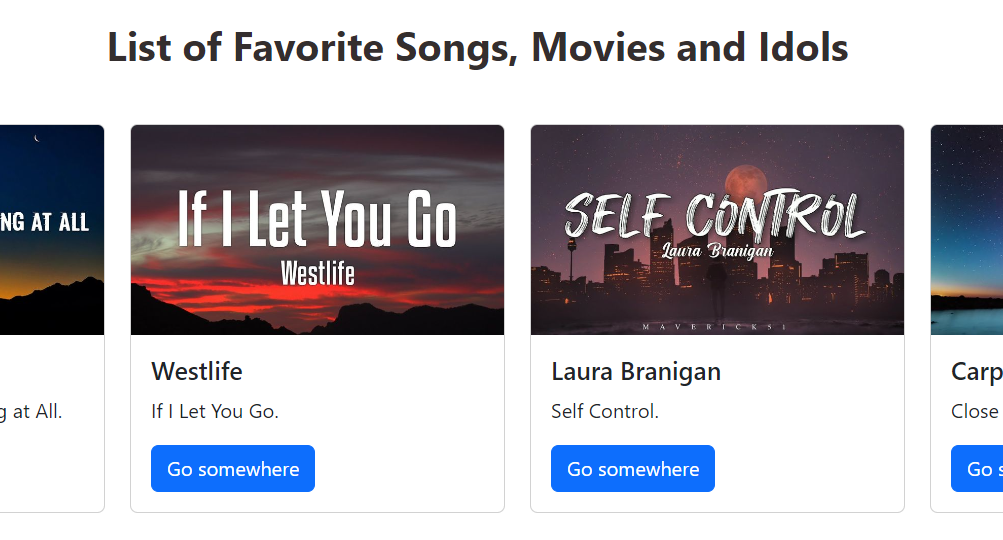 List of Favorite Songs, Movies and Idols
NG AT ALL
g at All.
If I Let You Go
Westlife
Westlife
If I Let You Go.
Go somewhere
SELF CONTROL
Laura Branigan
MAVERICKS1
Laura Branigan
Self Control.
Go somewhere
Carp
Close
Go s